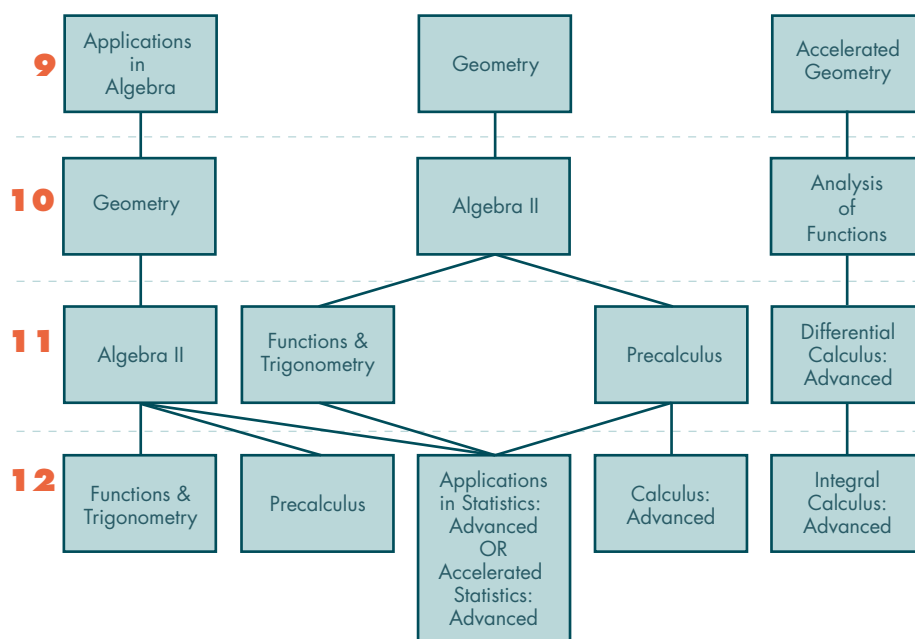 9
Applications
in
Algebra
Geometry
Accelerated
Geometry
10
Geometry
Algebra II
Analysis
of
Functions
11
Algebra II
Functions &
Trigonometry
Precalculus
Differential
Calculus:
Advanced
12
Functions &
Trigonometry
Precalculus
Applications
in Statistics:
Advanced
OR
Accelerated
Statistics:
Advanced
Calculus:
Advanced
Integral
Calculus:
Advanced